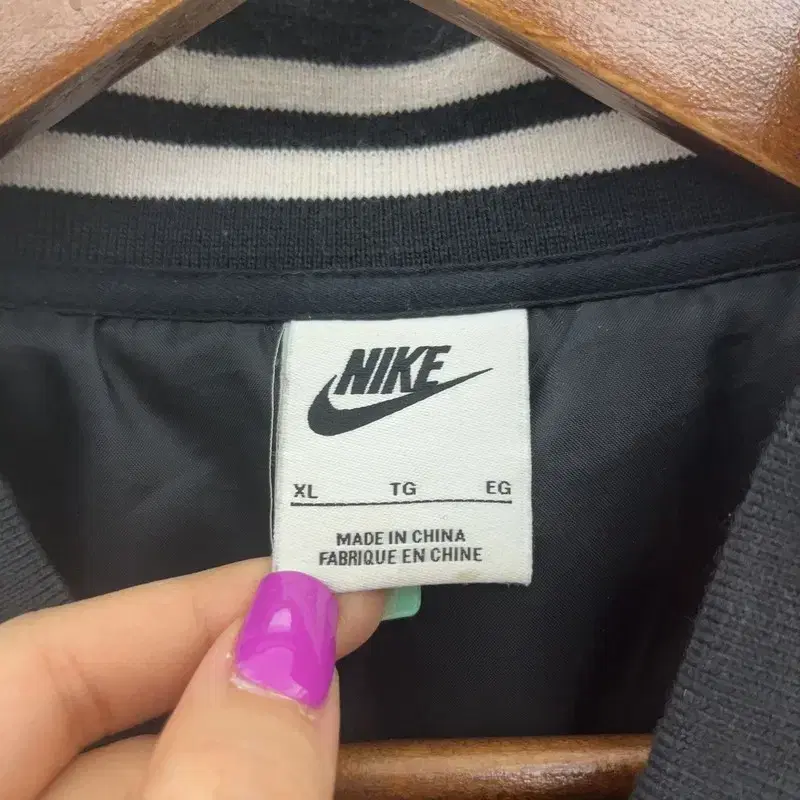 NIKE
XL TG EG
MADE IN CHINA
FABRIQUE EN CHINE